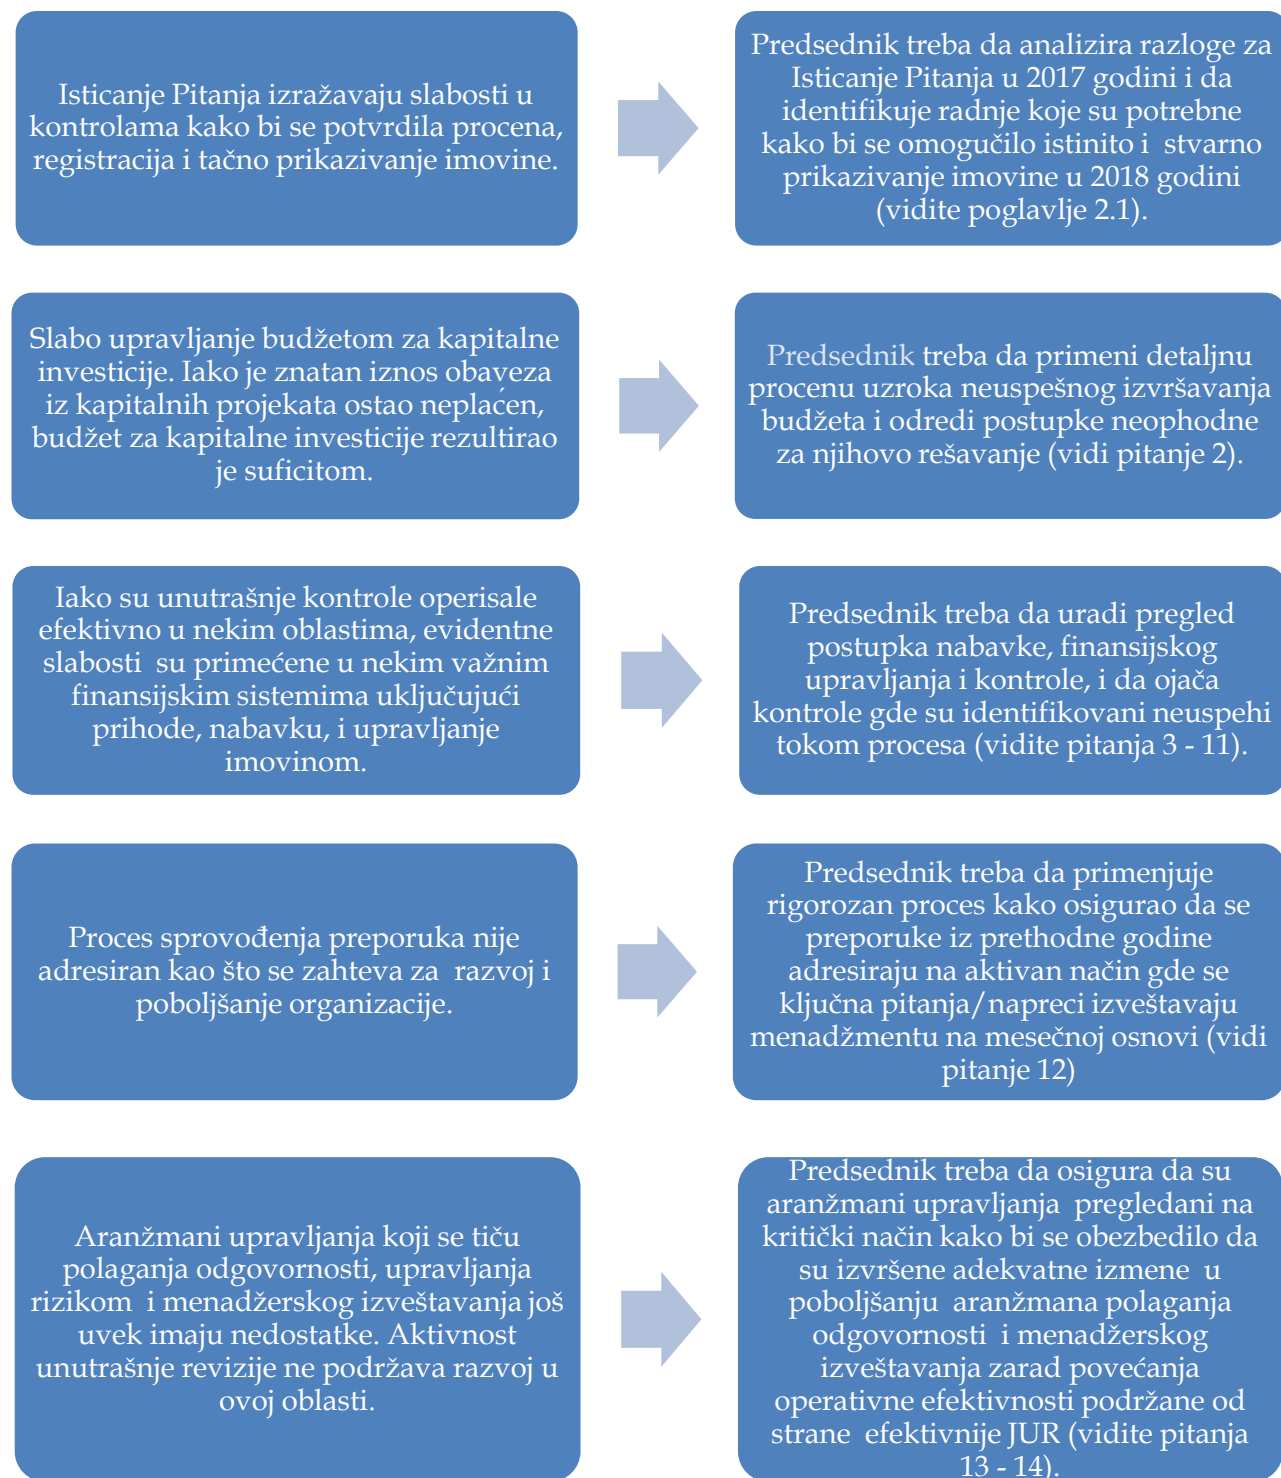 Isticanje Pitanja izražavaju slabosti u
kontrolama kako bi se potvrdila procena,
registracija i tačno prikazivanje imovine.
Predsednik treba da analizira razloge za
Isticanje Pitanja u 2017 godini i da
identifikuje radnje koje su potrebne
kako bi se omogučilo istinito i stvarno
prikazivanje imovine u 2018 godini
(vidite poglavlje 2.1).
Slabo upravljanje budžetom za kapitalne
investicije. Iako je znatan iznos obaveza
iz kapitalnih projekata ostao neplaćen,
budžet za kapitalne investicije rezultirao
je suficitom.
Predsednik treba da primeni detaljnu
procenu uzroka neuspešnog izvršavanja
budžeta i odredi postupke neophodne
za njihovo rešavanje (vidi pitanje 2).
Iako su unutrašnje kontrole operisale
efektivno u nekim oblastima, evidentne
slabosti su primećene u nekim važnim
finansijskim sistemima uključujući
prihode, nabavku, i upravljanje
imovinom.
Predsednik treba da uradi pregled
postupka nabavke, finansijskog
upravljanja i kontrole, i da ojača
kontrole gde su identifikovani neuspehi
tokom procesa (vidite pitanja 3 - 11).
Proces sprovođenja preporuka nije
adresiran kao što se zahteva za razvoj i
poboljšanje organizacije.
Predsednik treba da primenjuje
rigorozan proces kako osigurao da se
preporuke iz prethodne godine
adresiraju na aktivan način gde se
ključna pitanja/napreci izveštavaju
menadžmentu na mesečnoj osnovi (vidi
pitanje 12)
Aranžmani upravljanja koji se tiču
polaganja odgovornosti, upravljanja
rizikom i menadžerskog izveštavanja još
uvek imaju nedostatke. Aktivnost
unutrašnje revizije ne podržava razvoj u
ovoj oblasti.
Predsednik treba da osigura da su
aranžmani upravljanja pregledani na
kritički način kako bi se obezbedilo da
su izvršene adekvatne izmene u
poboljšanju aranžmana polaganja
odgovornosti i menadžerskog
izveštavanja zarad povećanja
operativne efektivnosti podržane od
strane efektivnije JUR (vidite pitanja
13 - 14).